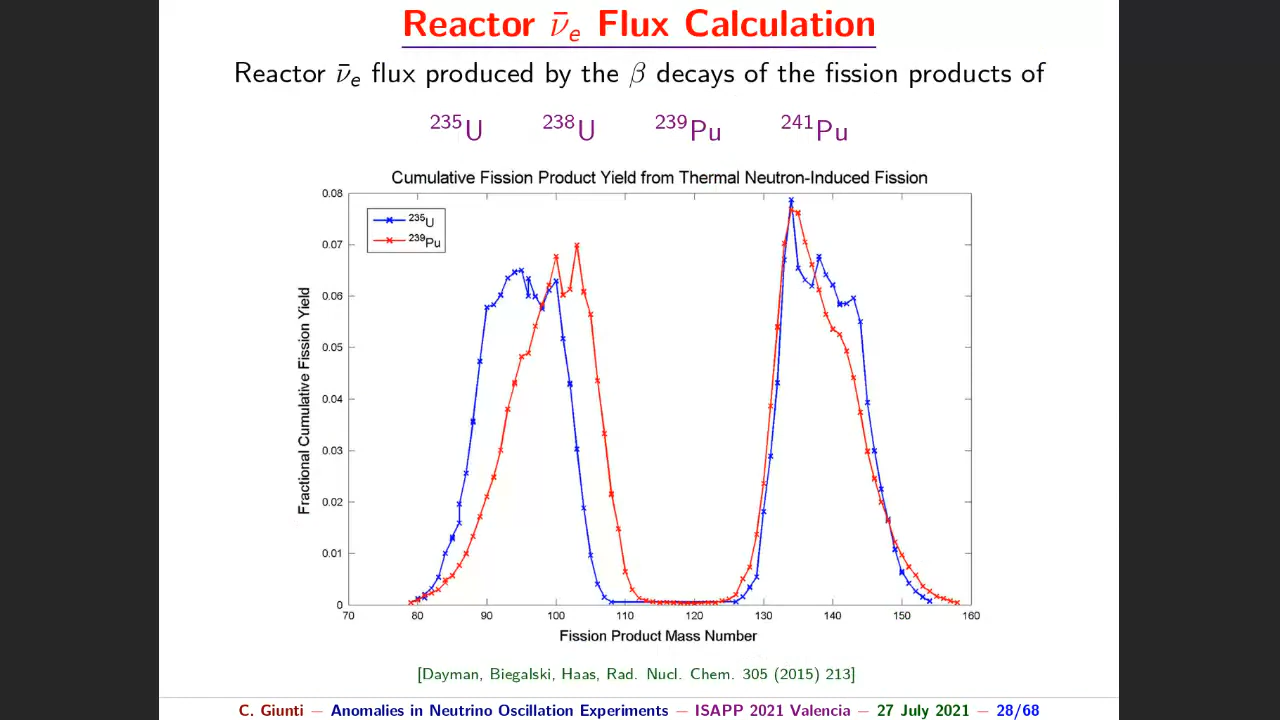 Reactor ν̄ₑ Flux Calculation
Reactor ν̄ₑ flux produced by the β decays of the fission products of
²³⁵U ²³⁸U ²³⁹Pu ²⁴¹Pu
Cumulative Fission Product Yield from Thermal Neutron-Induced Fission
²³⁵U
²³⁹Pu
Fractional Cumulative Fission Yield
0.08
0.07
0.06
0.05
0.04
0.03
0.02
0.01
0
70 80 90 100 110 120 130 140 150 160
Fission Product Mass Number
[Dayman, Biegalski, Haas, Rad. Nucl. Chem. 305 (2015) 213]
C. Giunti − Anomalies in Neutrino Oscillation Experiments − ISAPP 2021 Valencia − 27 July 2021 − 28/68